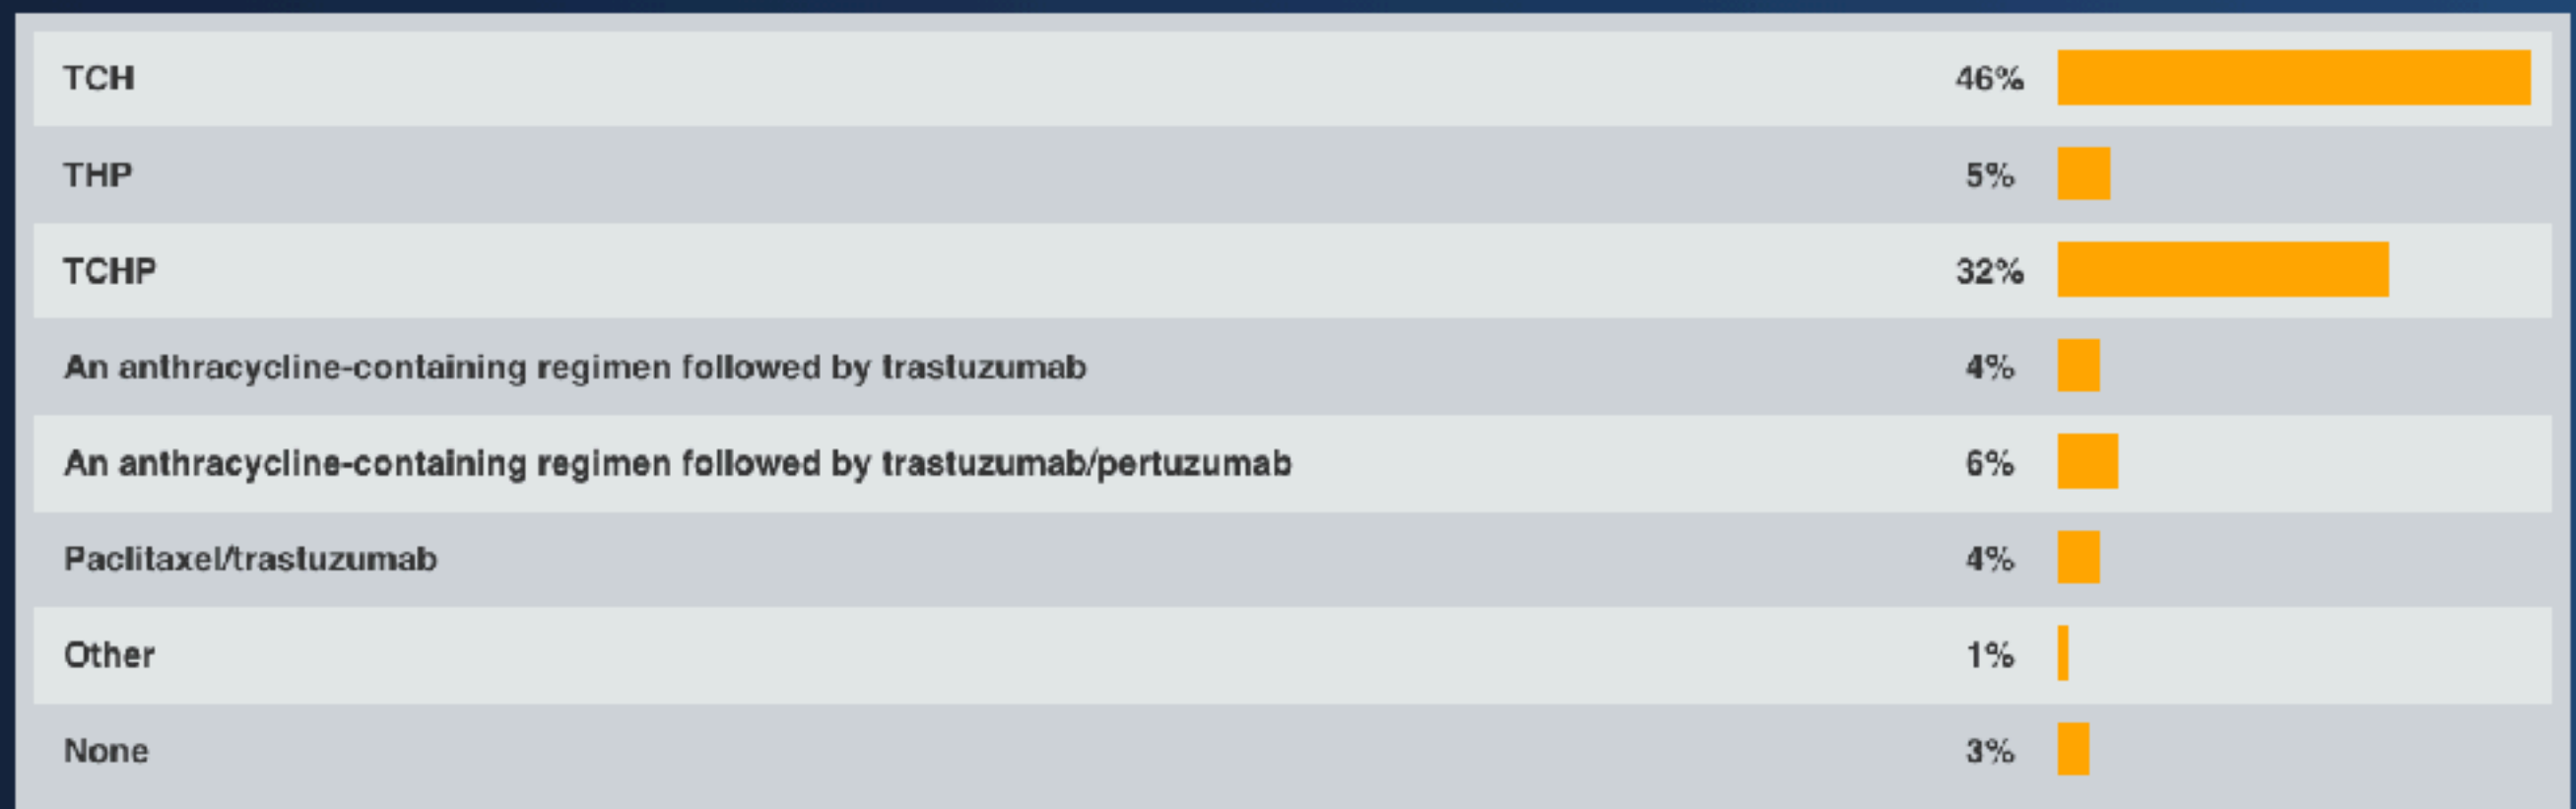 TCH 46%
THP 5%
TCHP 32%
An anthracycline-containing regimen followed by trastuzumab 4%
An anthracycline-containing regimen followed by trastuzumab/pertuzumab 6%
Paclitaxel/trastuzumab 4%
Other 1%
None 3%